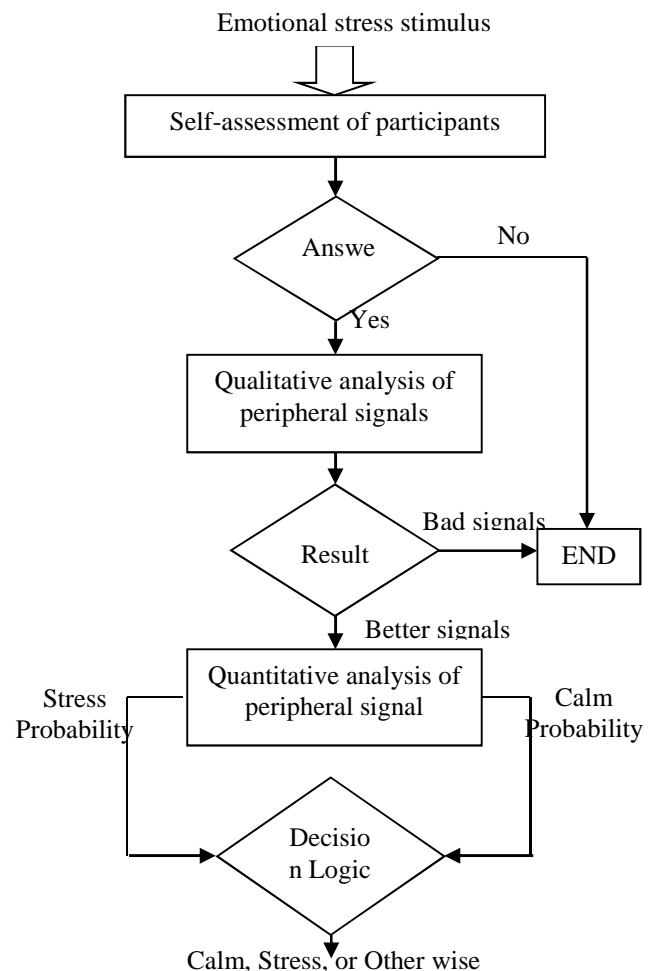 Emotional stress stimulus
Self-assessment of participants
Answe
No
Yes
Qualitative analysis of
peripheral signals
Bad signals
Result
END
Better signals
Quantitative analysis of
peripheral signal
Stress
Probability
Calm
Probability
Decisio
n Logic
Calm, Stress, or Other wise